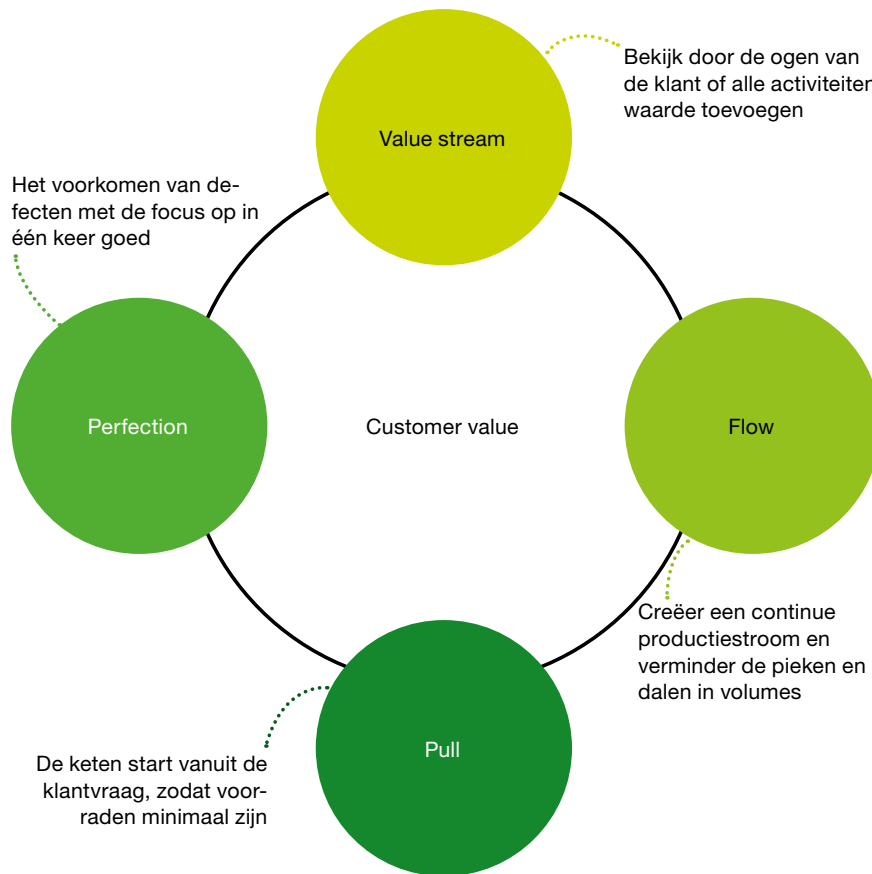 Value stream
Bekijk door de ogen van
de klant of alle activiteiten
waarde toevoegen
Het voorkomen van de-
fecten met de focus op in
één keer goed
Perfection
Customer value
Flow
Creëer een continue
productiestroom en
verminder de pieken en
dalen in volumes
Pull
De keten start vanuit de
klantvraag, zodat voor-
raden minimaal zijn